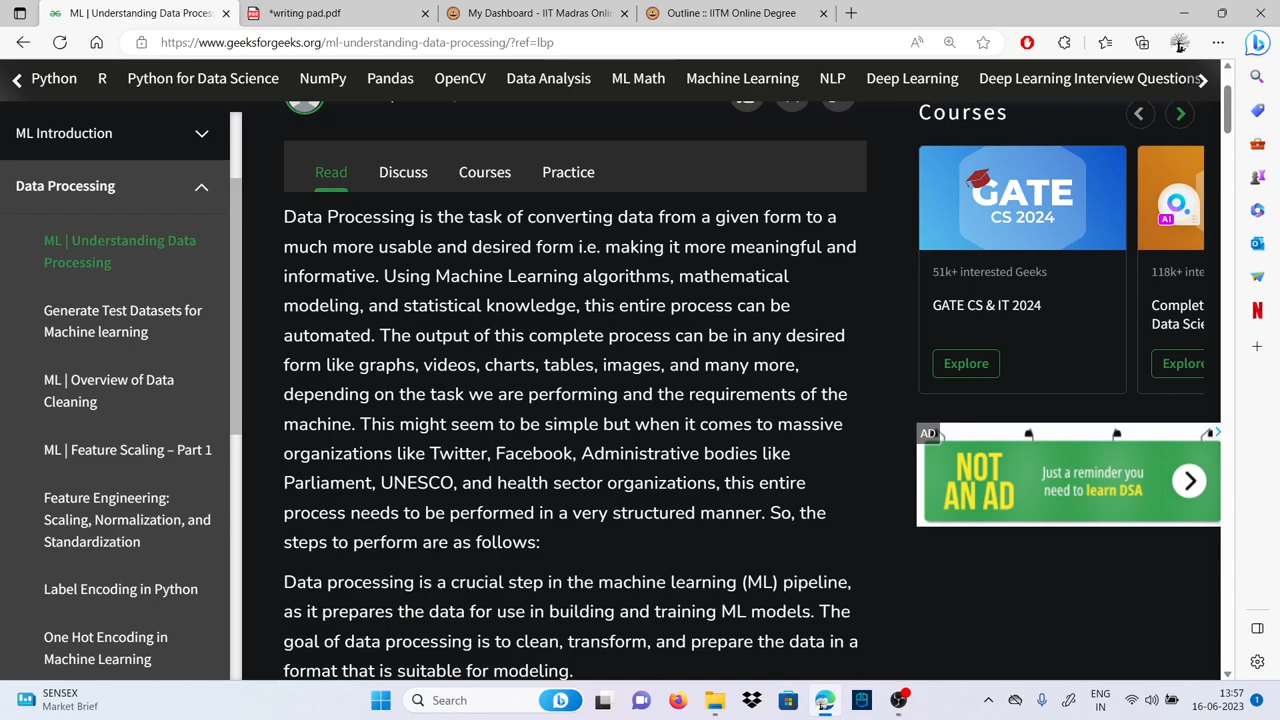 ML | Understanding Data Process
*writing pad.pdf
My Dashboard - IIT Madras Onlin
Outline :: IITM Online Degree
https://www.geeksforgeeks.org/ml-understanding-data-processing/?ref=lbp
Python R Python for Data Science NumPy Pandas OpenCV Data Analysis ML Math Machine Learning NLP Deep Learning Deep Learning Interview Questions
ML Introduction
Data Processing
ML | Understanding Data
Processing
Generate Test Datasets for
Machine learning
ML | Overview of Data
Cleaning
ML | Feature Scaling – Part 1
Feature Engineering:
Scaling, Normalization, and
Standardization
Label Encoding in Python
One Hot Encoding in
Machine Learning
Read Discuss Courses Practice
Data Processing is the task of converting data from a given form to a
much more usable and desired form i.e. making it more meaningful and
informative. Using Machine Learning algorithms, mathematical
modeling, and statistical knowledge, this entire process can be
automated. The output of this complete process can be in any desired
form like graphs, videos, charts, tables, images, and many more,
depending on the task we are performing and the requirements of the
machine. This might seem to be simple but when it comes to massive
organizations like Twitter, Facebook, Administrative bodies like
Parliament, UNESCO, and health sector organizations, this entire
process needs to be performed in a very structured manner. So, the
steps to perform are as follows:
Data processing is a crucial step in the machine learning (ML) pipeline,
as it prepares the data for use in building and training ML models. The
goal of data processing is to clean, transform, and prepare the data in a
format that is suitable for modeling.
Courses
GATE
CS 2024
51k+ interested Geeks
GATE CS & IT 2024
Explore
AI
118k+ inte
Complet
Data Scie
Explore
AD
NOT
AN AD
Just a reminder you
need to learn DSA
SENSEX
Market Brief
Search
ENG
IN
13:57
16-06-2023
1